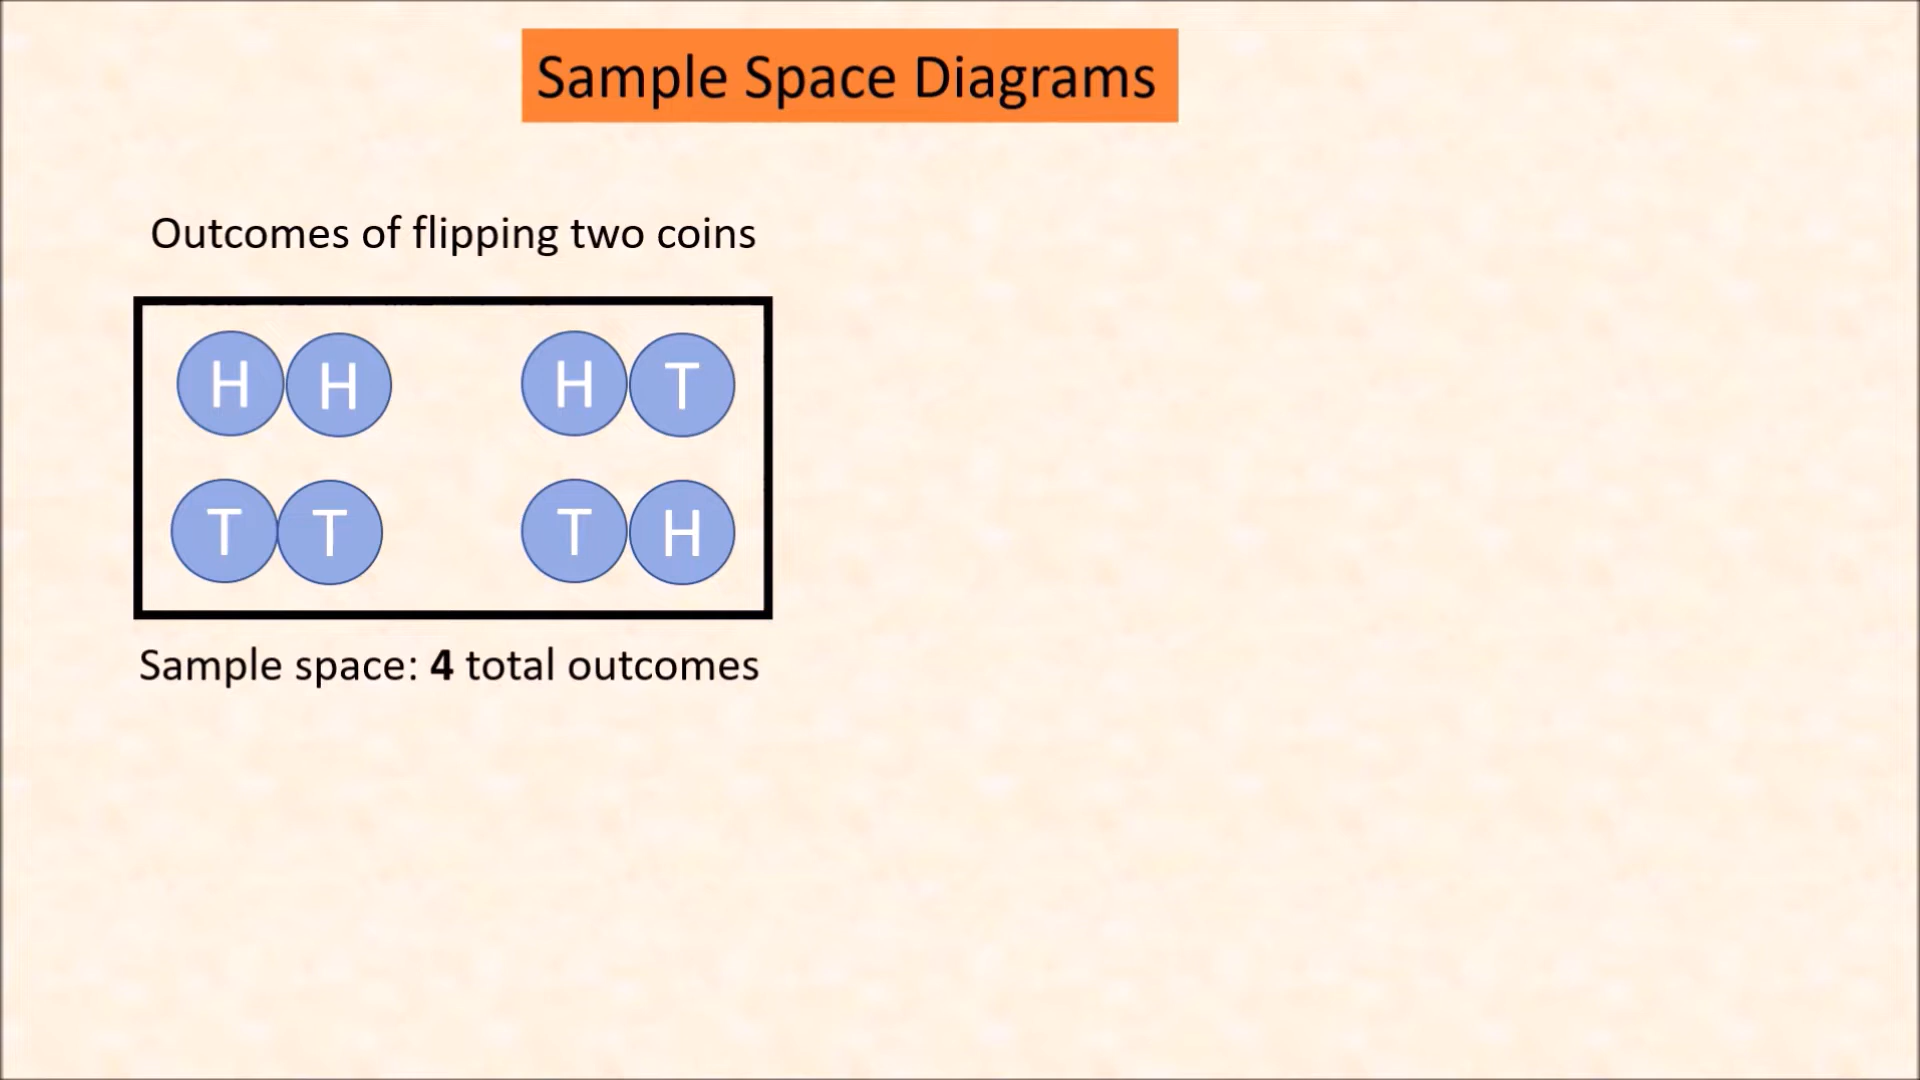 Sample Space Diagrams
Outcomes of flipping two coins
H H H T
T T T H
Sample space: 4 total outcomes